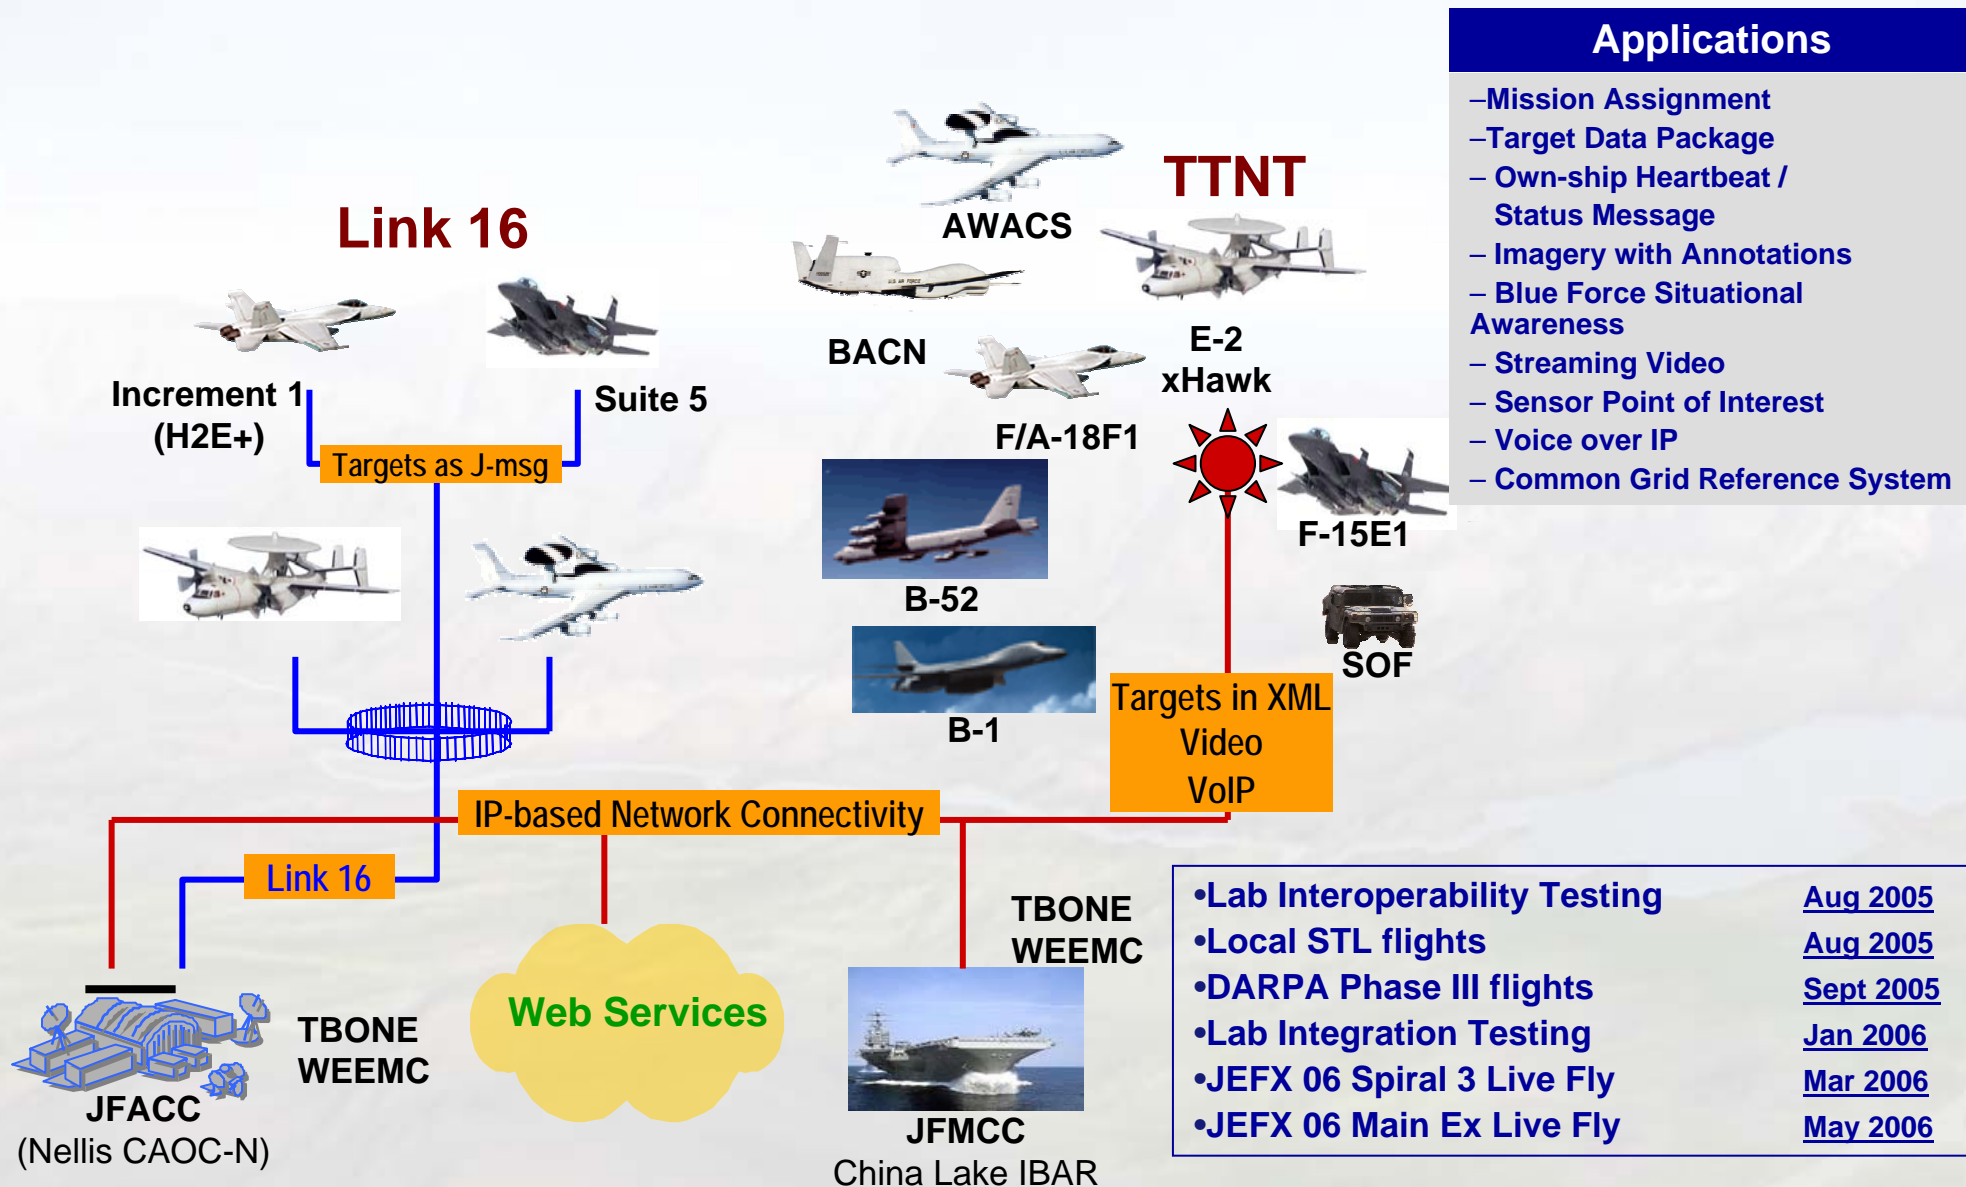 Applications
–Mission Assignment
–Target Data Package
– Own-ship Heartbeat /
Status Message
– Imagery with Annotations
– Blue Force Situational
Awareness
– Streaming Video
– Sensor Point of Interest
– Voice over IP
– Common Grid Reference System
Link 16
Increment 1
(H2E+)
Suite 5
Targets as J-msg
TTNT
AWACS
BACN
E-2
xHawk
F/A-18F1
F-15E1
B-52
SOF
B-1
Targets in XML
Video
VoIP
IP-based Network Connectivity
Link 16
TBONE
WEEMC
JFACC
(Nellis CAOC-N)
Web Services
TBONE
WEEMC
JFMCC
China Lake IBAR
•Lab Interoperability Testing Aug 2005
•Local STL flights Aug 2005
•DARPA Phase III flights Sept 2005
•Lab Integration Testing Jan 2006
•JEFX 06 Spiral 3 Live Fly Mar 2006
•JEFX 06 Main Ex Live Fly May 2006